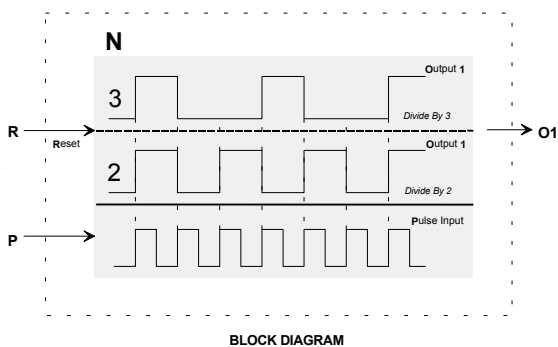 N
Output 1
3
Divide By 3
R
Reset
O1
Output 1
2
Divide By 2
Pulse Input
P
BLOCK DIAGRAM